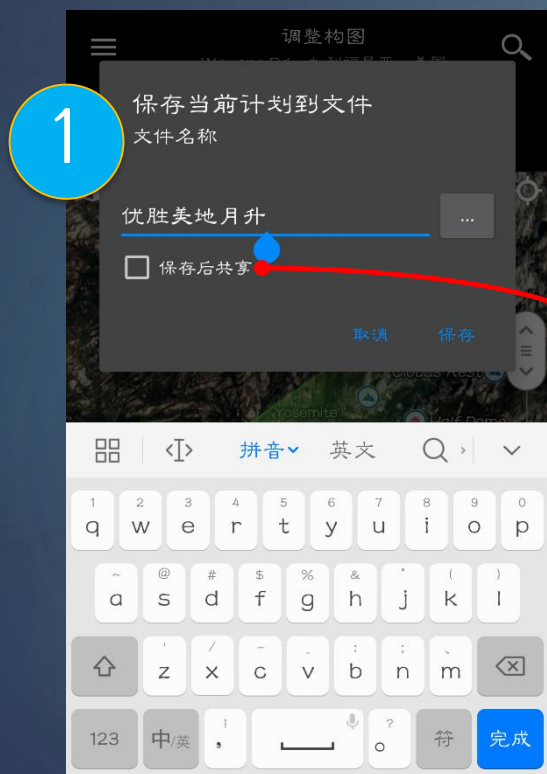 调整构图
1
保存当前计划到文件
文件名称
优胜美地月升
...
保存后共享
取消 保存
Clouds Rest
Yosemite
Half Dome
拼音 英文
1 2 3 4 5 6 7 8 9 0
q w e r t y u i o p
~ @ # $ % & * ( )
a s d f g h j k l
' / - _ : ; 、
z x c v b n m
! ?
123 中/英 , 。 符 完成